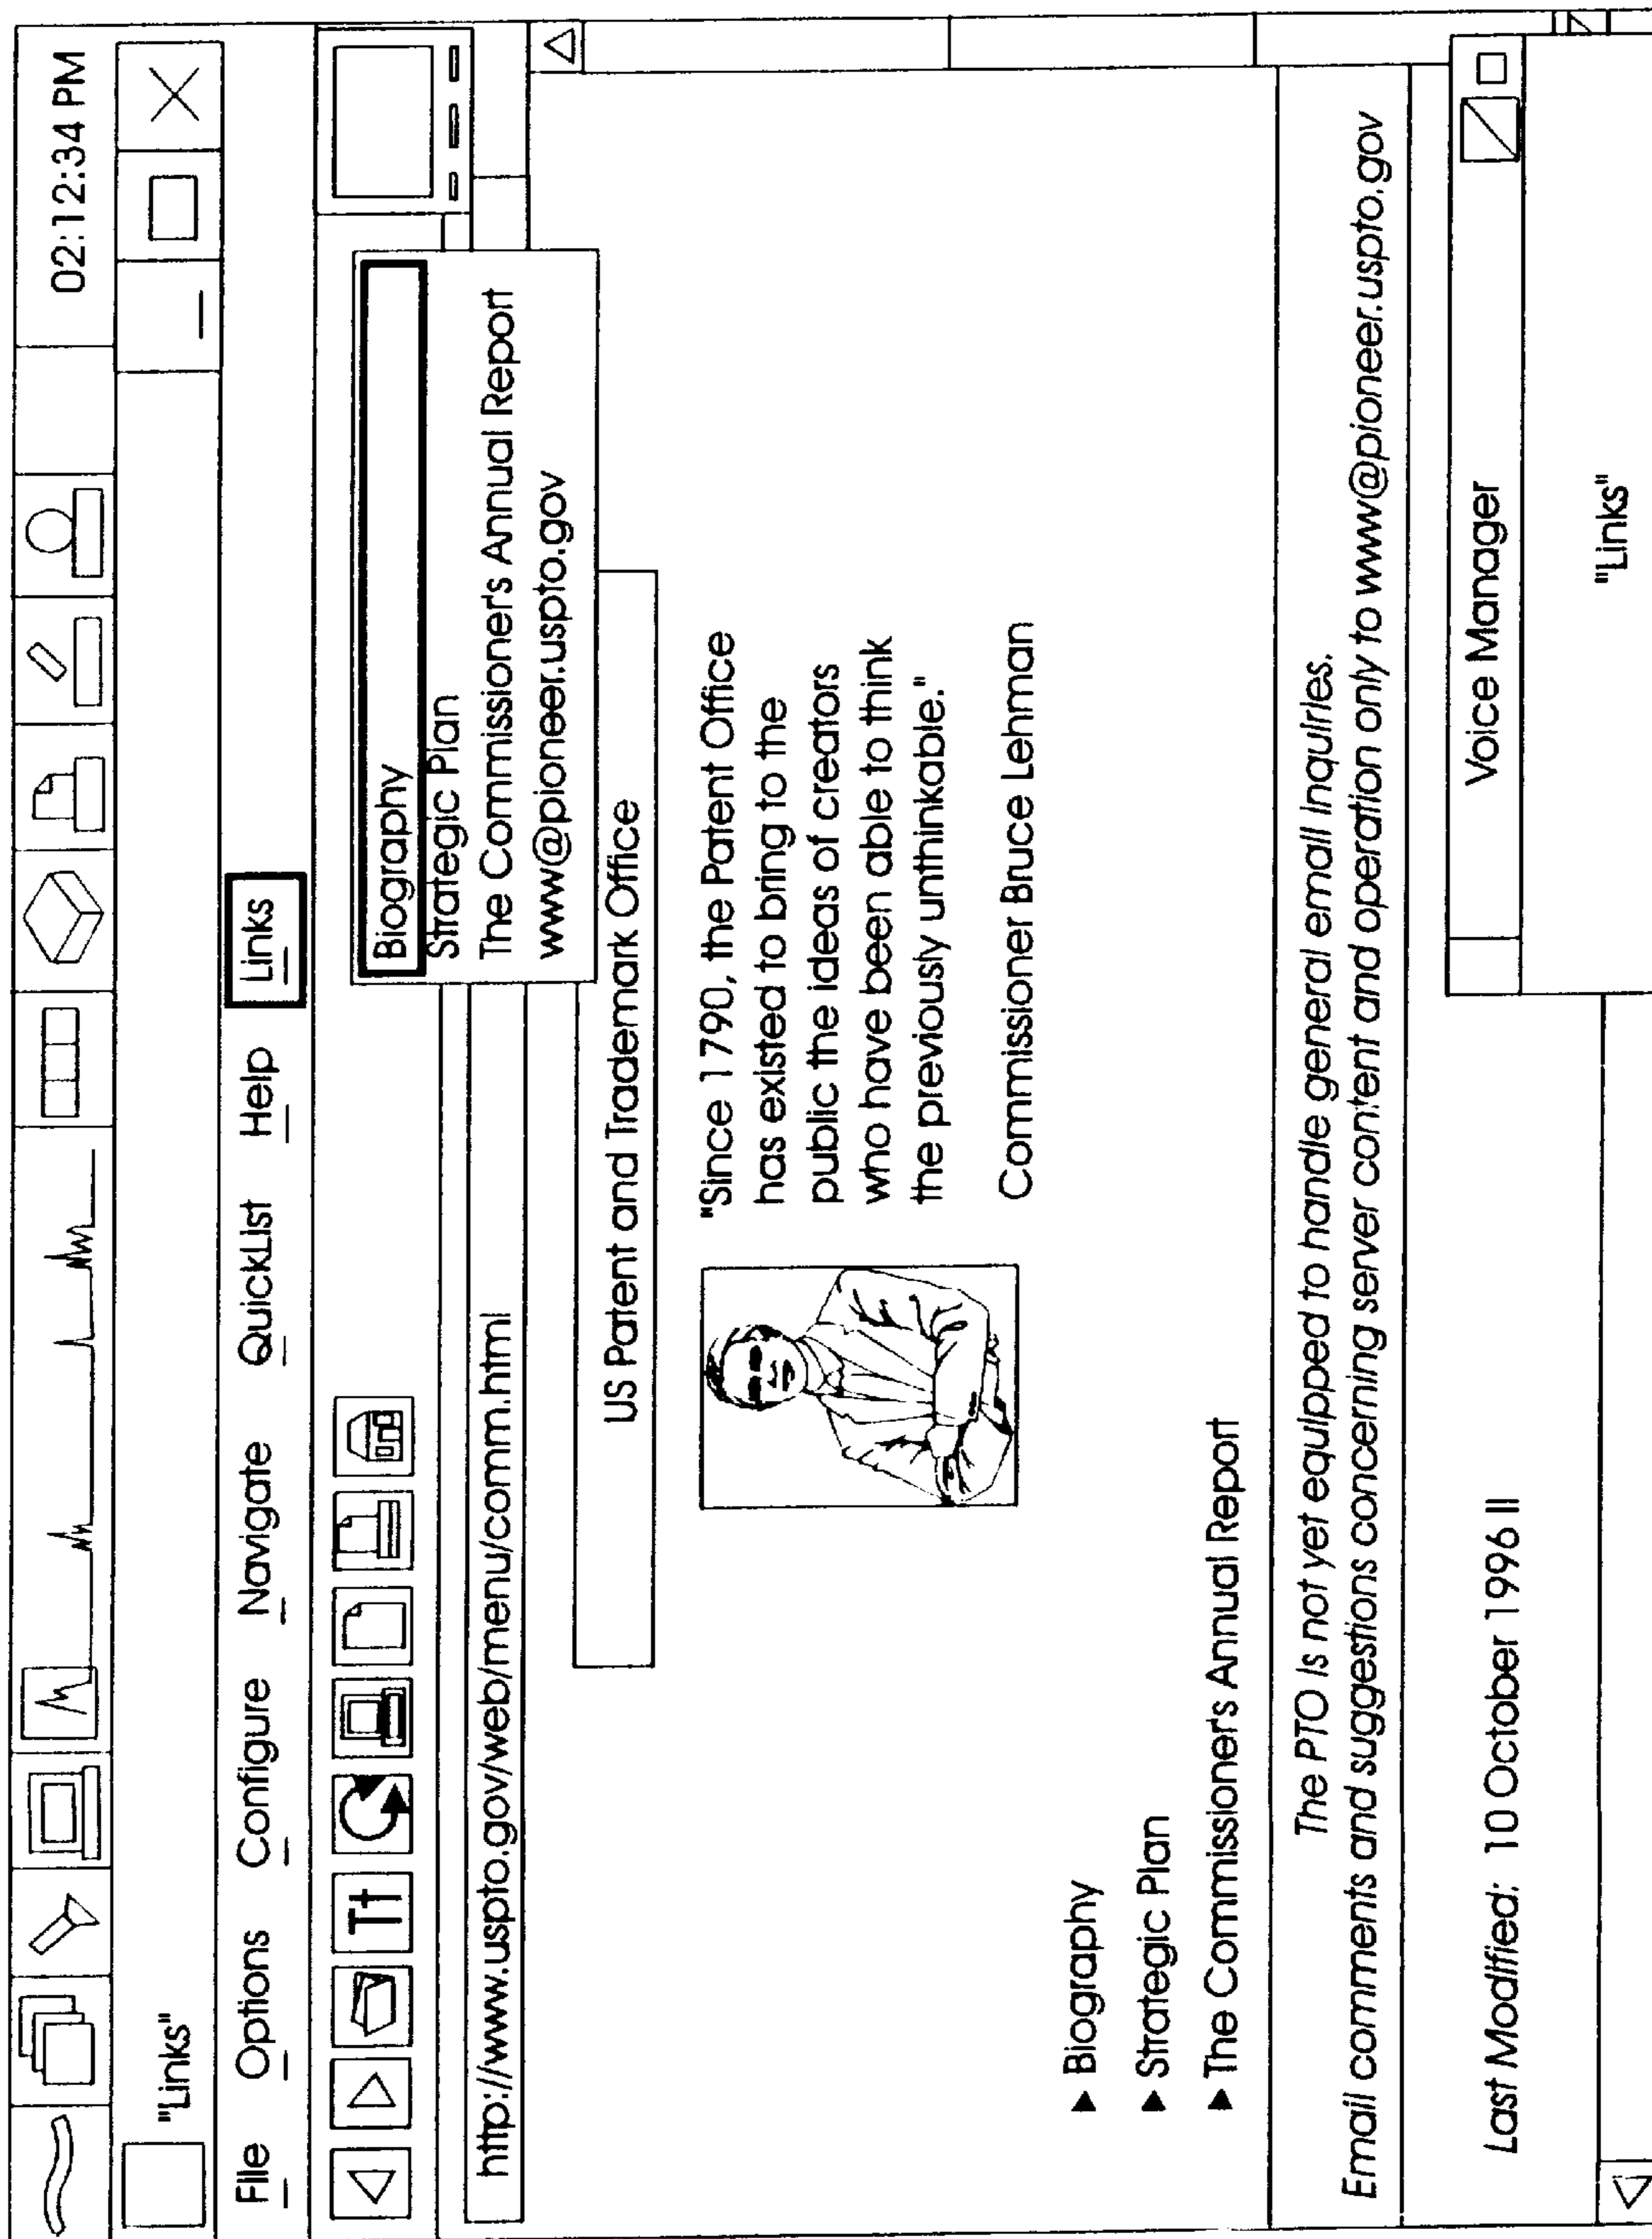 02:12:34 PM
"Links"
File Options Configure Navigate QuickList Help Links
Tt
Biography
Strategic Plan
The Commissioner's Annual Report
www@pioneer.uspto.gov
http://www.uspto.gov/web/menu/comm.html
US Patent and Trademark Office
"Since 1790, the Patent Office
has existed to bring to the
public the ideas of creators
who have been able to think
the previously unthinkable."
Commissioner Bruce Lehman
Biography
Strategic Plan
The Commissioner's Annual Report
The PTO is not yet equipped to handle general email inquiries.
Email comments and suggestions concerning server content and operation only to www@pioneer.uspto.gov
Last Modified: 10 October 1996 II
Voice Manager
"Links"